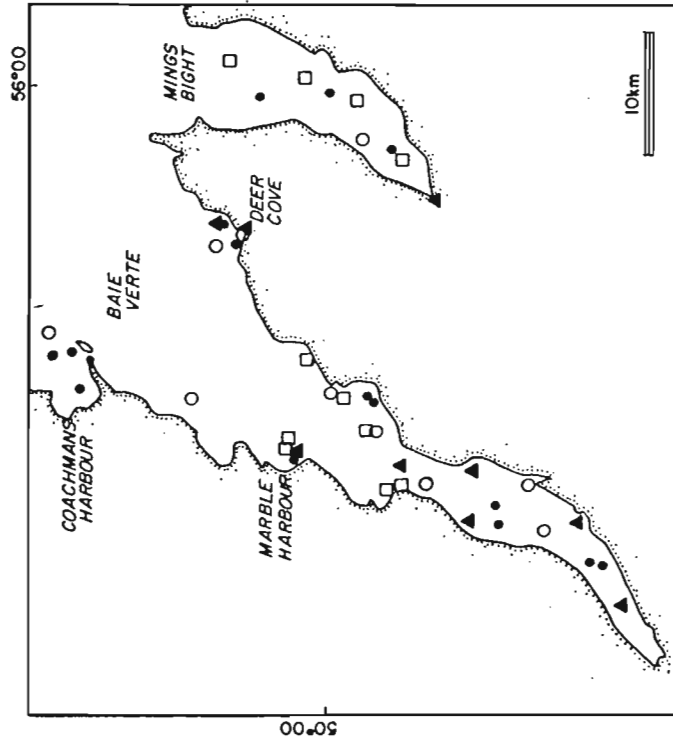 56°00
MINGS
BIGHT
BAIE
VERTE
DEER
COVE
COACHMANS
HARBOUR
MARBLE
HARBOUR
50°00
10km